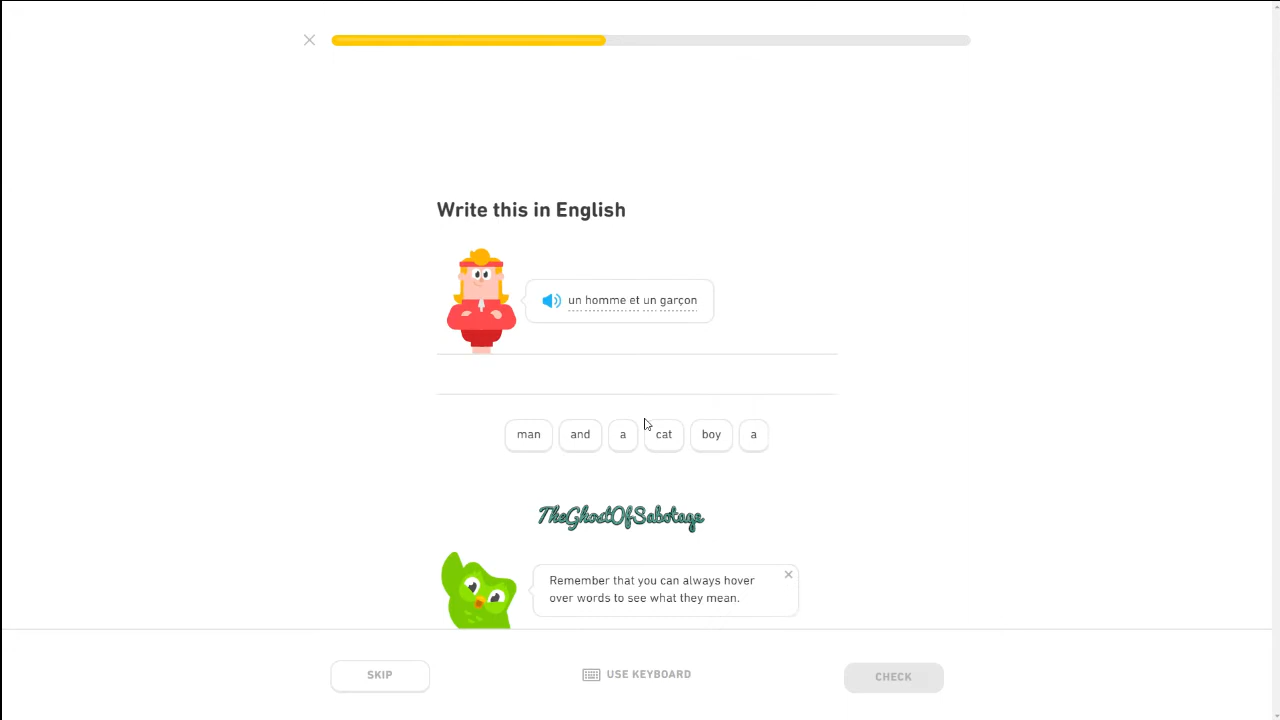 Write this in English
un homme et un garçon
man and a cat boy a
TheGhostOfSabotage
Remember that you can always hover
over words to see what they mean.
SKIP USE KEYBOARD CHECK